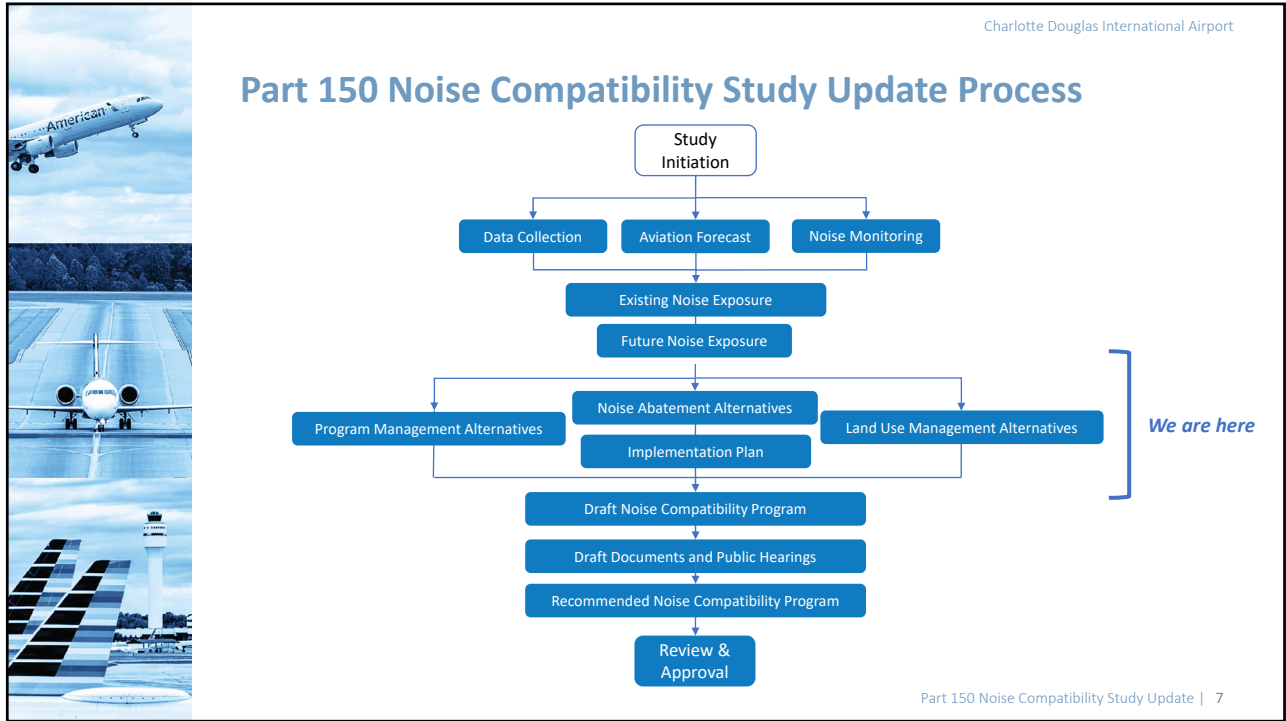 Charlotte Douglas International Airport
Part 150 Noise Compatibility Study Update Process
American
Study
Initiation
Data Collection
Aviation Forecast
Noise Monitoring
Existing Noise Exposure
Future Noise Exposure
Program Management Alternatives
Noise Abatement Alternatives
Implementation Plan
Land Use Management Alternatives
We are here
Draft Noise Compatibility Program
Draft Documents and Public Hearings
Recommended Noise Compatibility Program
Review &
Approval
Part 150 Noise Compatibility Study Update | 7